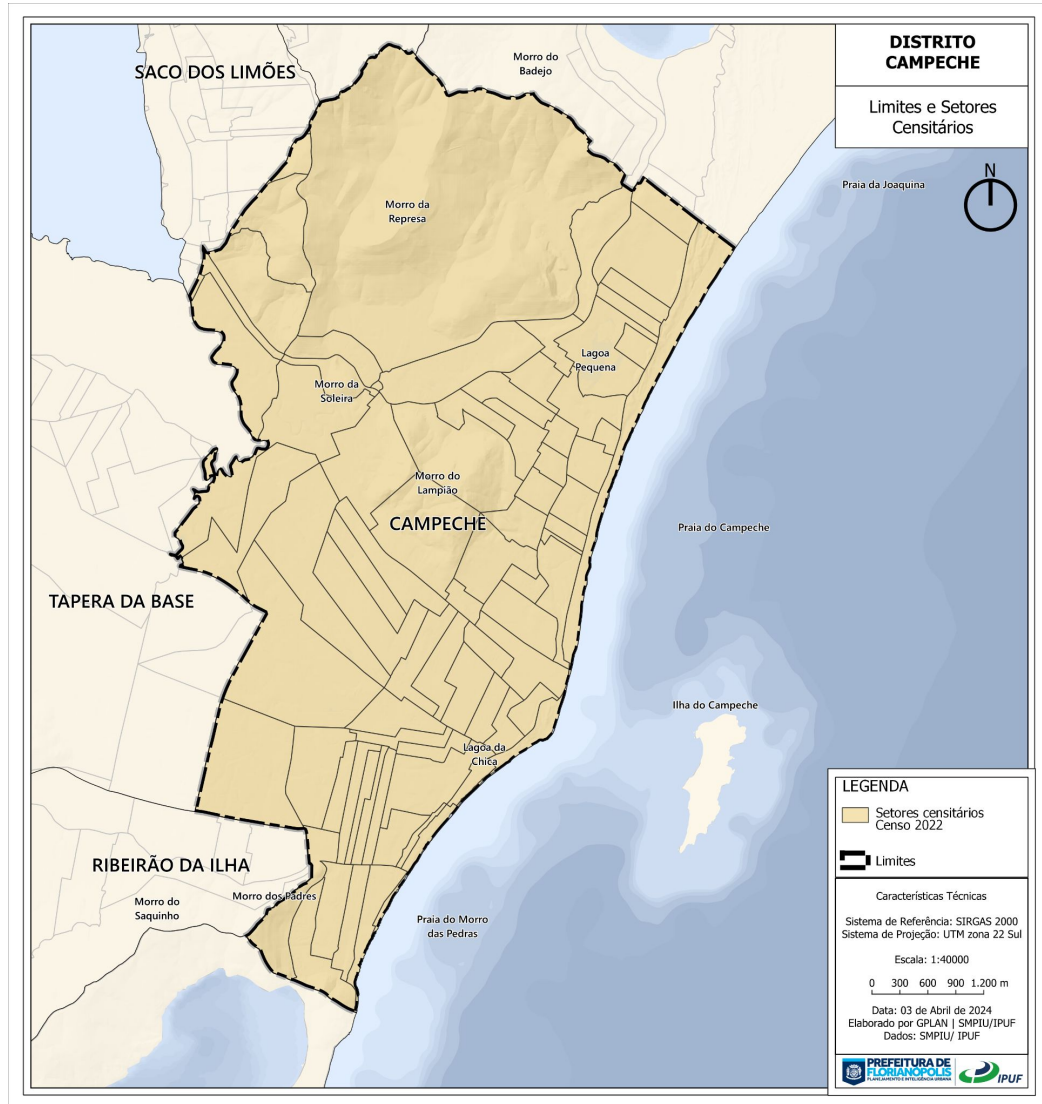 DISTRITO
CAMPECHE
Limites e Setores
Censitários
N
SACO DOS LIMÕES
Morro do
Badejo
Praia da Joaquina
Morro da
Represa
Lagoa
Pequena
Morro da
Soleira
Morro do
Lampião
CAMPECHE
Praia do Campeche
TAPERA DA BASE
Ilha do Campeche
Lagoa da
Chica
RIBEIRÃO DA ILHA
Morro dos Padres
Morro do
Saquinho
Praia do Morro
das Pedras
LEGENDA
Setores censitários
Censo 2022
Limites
Características Técnicas
Sistema de Referência: SIRGAS 2000
Sistema de Projeção: UTM zona 22 Sul
Escala: 1:40000
0 300 600 900 1.200 m
Data: 03 de Abril de 2024
Elaborado por GPLAN | SMPIU/IPUF
Dados: SMPIU/ IPUF
PREFEITURA DE
FLORIANÓPOLIS
PLANEJAMENTO E INTELIGÊNCIA URBANA
IPUF